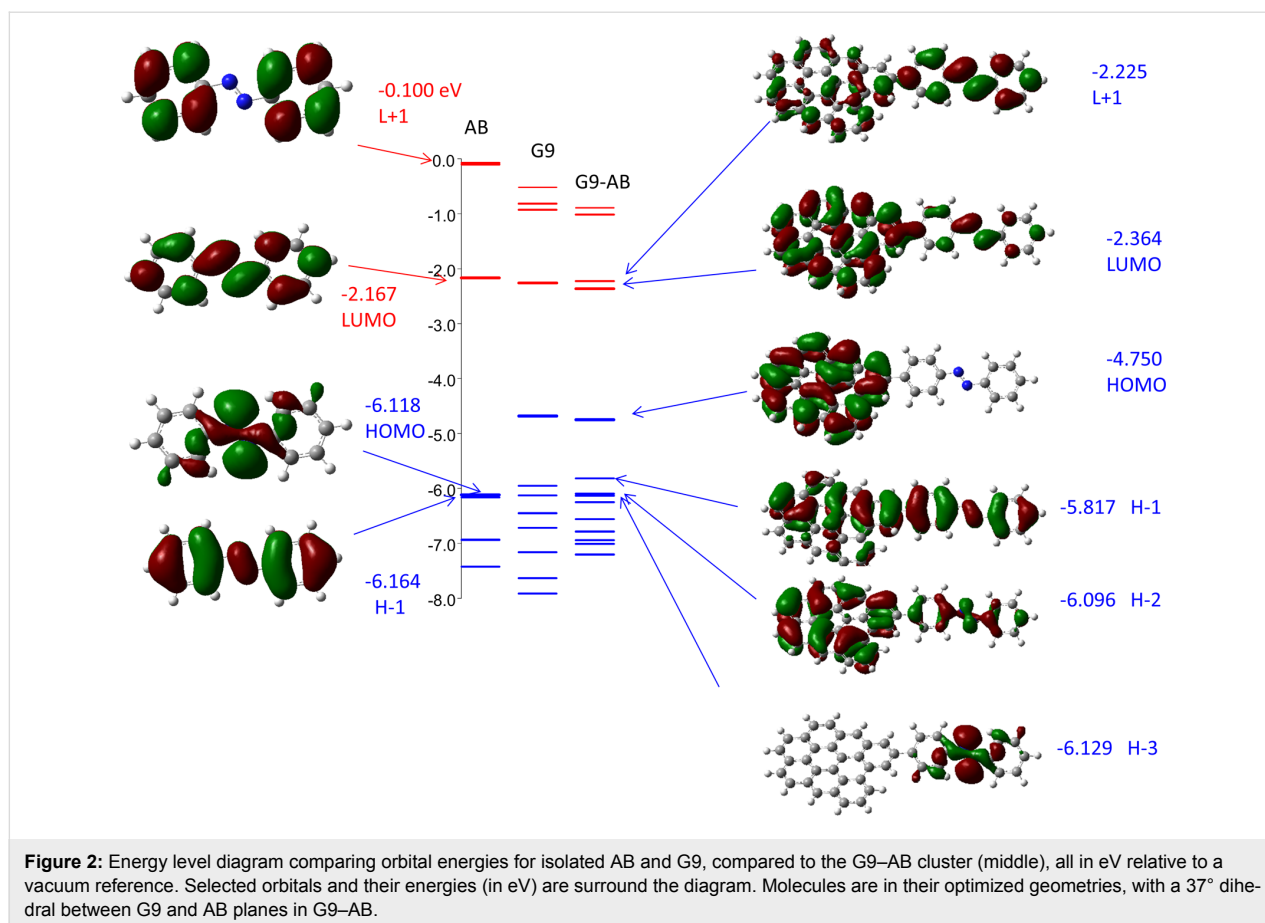 -0.100 eV
L+1
AB
G9
G9-AB
0.0
-1.0
-2.0
-3.0
-4.0
-5.0
-6.0
-7.0
-8.0
-2.167
LUMO
-6.118
HOMO
-6.164
H-1
-2.225
L+1
-2.364
LUMO
-4.750
HOMO
-5.817 H-1
-6.096 H-2
-6.129 H-3
Figure 2: Energy level diagram comparing orbital energies for isolated AB and G9, compared to the G9–AB cluster (middle), all in eV relative to a
vacuum reference. Selected orbitals and their energies (in eV) are surround the diagram. Molecules are in their optimized geometries, with a 37° dihe-
dral between G9 and AB planes in G9–AB.